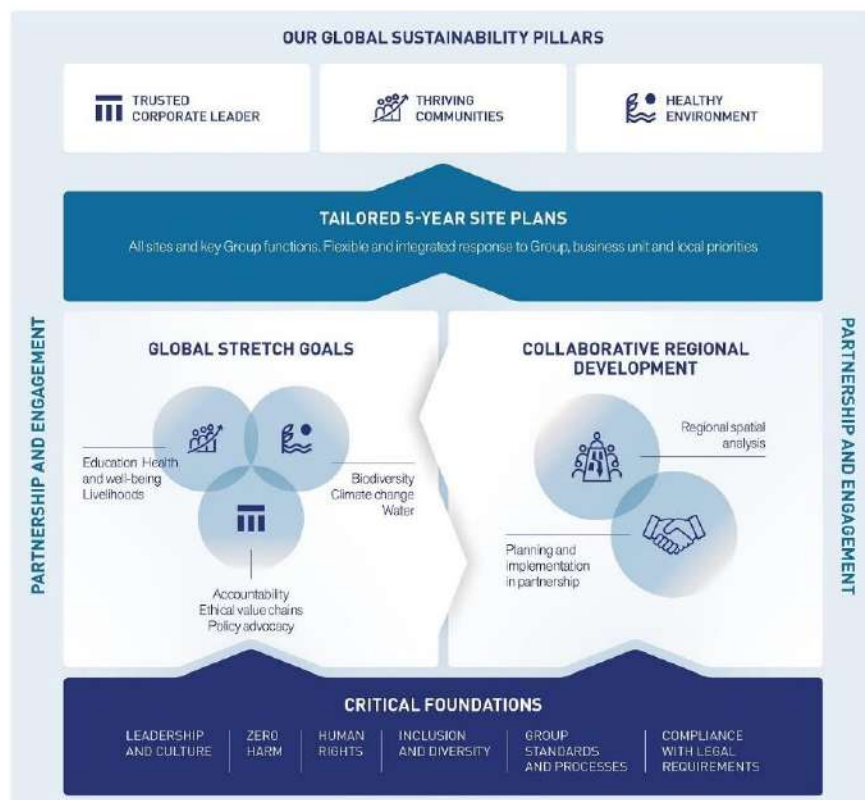 OUR GLOBAL SUSTAINABILITY PILLARS
TRUSTED
CORPORATE LEADER
THRIVING
COMMUNITIES
HEALTHY
ENVIRONMENT
TAILORED 5-YEAR SITE PLANS
All sites and key Group functions. Flexible and integrated response to Group, business unit and local priorities
PARTNERSHIP AND ENGAGEMENT
GLOBAL STRETCH GOALS
Education Health
and well-being
Livelihoods
Biodiversity
Climate change
Water
Accountability
Ethical value chains
Policy advocacy
COLLABORATIVE REGIONAL
DEVELOPMENT
Regional spatial
analysis
Planning and
implementation
in partnership
PARTNERSHIP AND ENGAGEMENT
CRITICAL FOUNDATIONS
LEADERSHIP
AND CULTURE
ZERO
HARM
HUMAN
RIGHTS
INCLUSION
AND DIVERSITY
GROUP
STANDARDS
AND PROCESSES
COMPLIANCE
WITH LEGAL
REQUIREMENTS